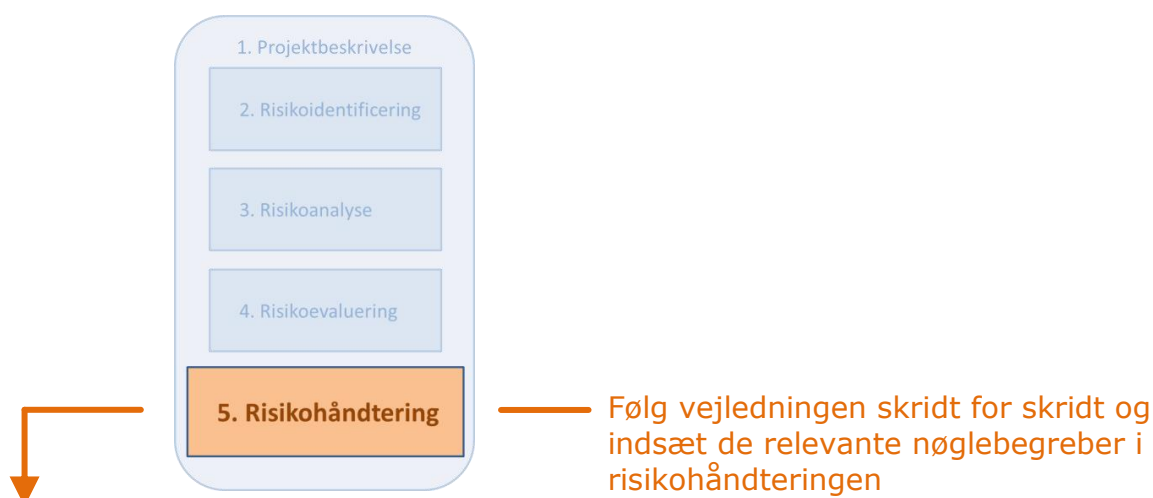 1. Projektbeskrivelse
2. Risikoidentificering
3. Risikoanalyse
4. Risikoevaluering
5. Risikohåndtering
Følg vejledningen skridt for skridt og
indsæt de relevante nøglebegreber i
risikohåndteringen